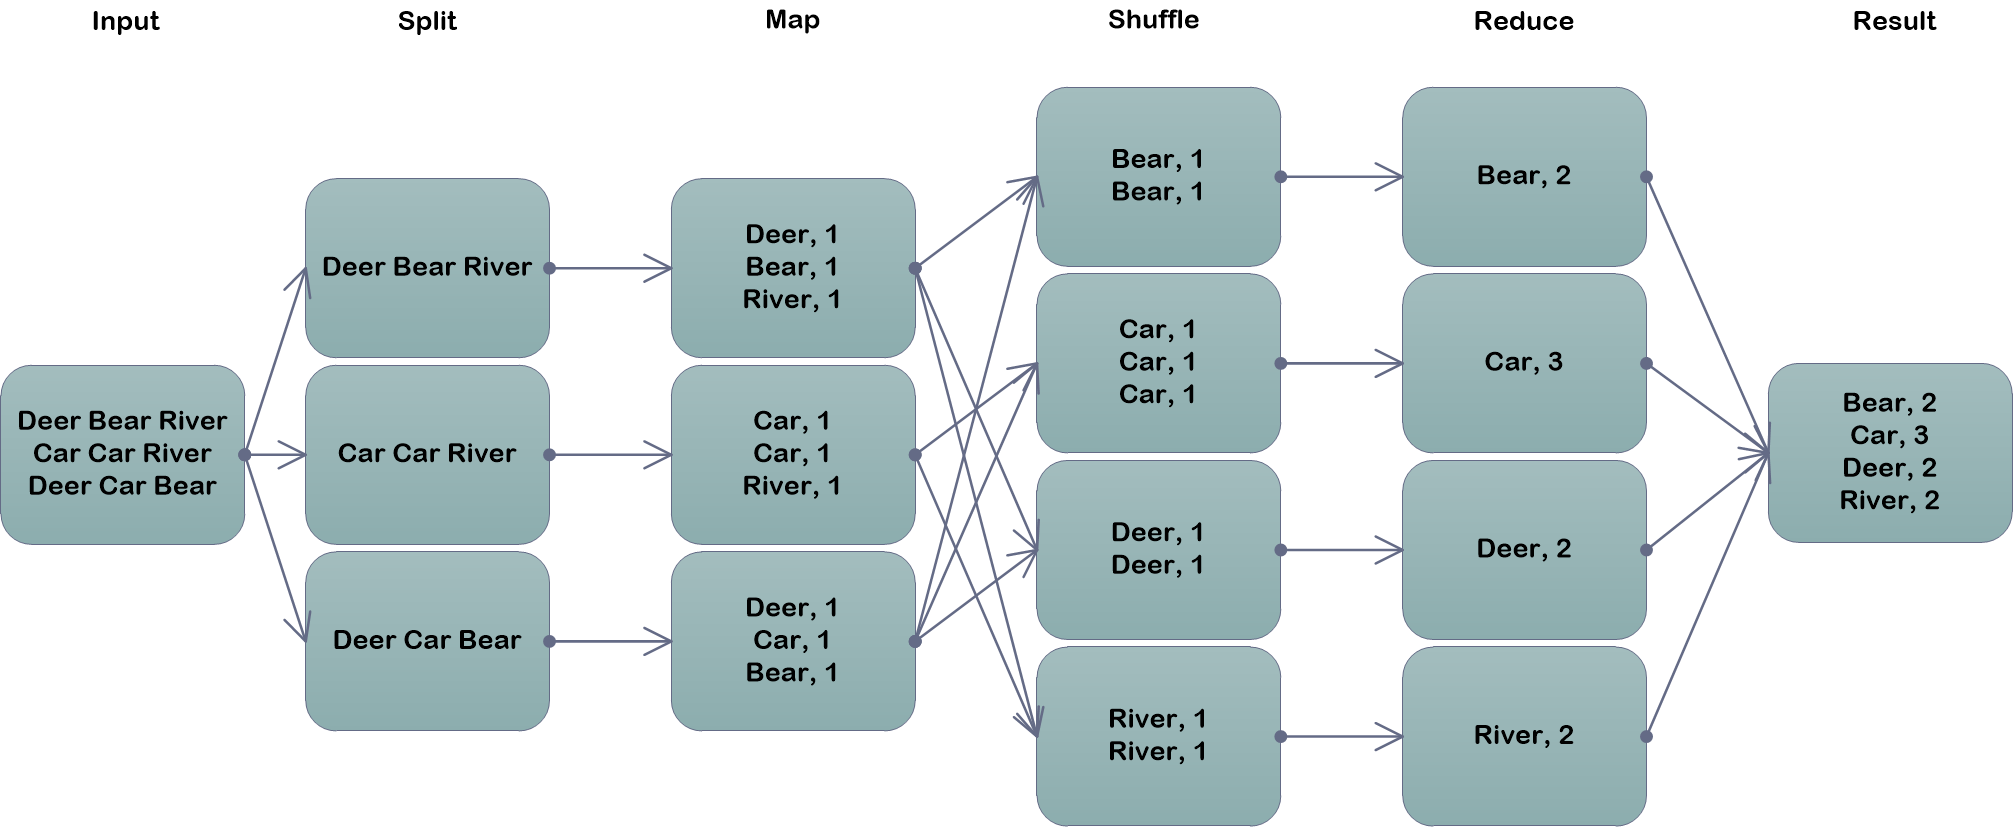 Input
Split
Map
Shuffle
Reduce
Result
Deer Bear River
Car Car River
Deer Car Bear
Deer Bear River
Car Car River
Deer Car Bear
Deer, 1
Bear, 1
River, 1
Car, 1
Car, 1
River, 1
Deer, 1
Car, 1
Bear, 1
Bear, 1
Bear, 1
Car, 1
Car, 1
Car, 1
Deer, 1
Deer, 1
River, 1
River, 1
Bear, 2
Car, 3
Deer, 2
River, 2
Bear, 2
Car, 3
Deer, 2
River, 2